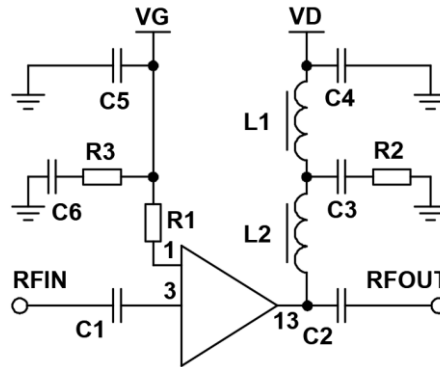 VG VD
C5 C4
L1
R3 R2
C6 C3
R1
L2
1
RFIN 3 RFOUT
13
C1 C2